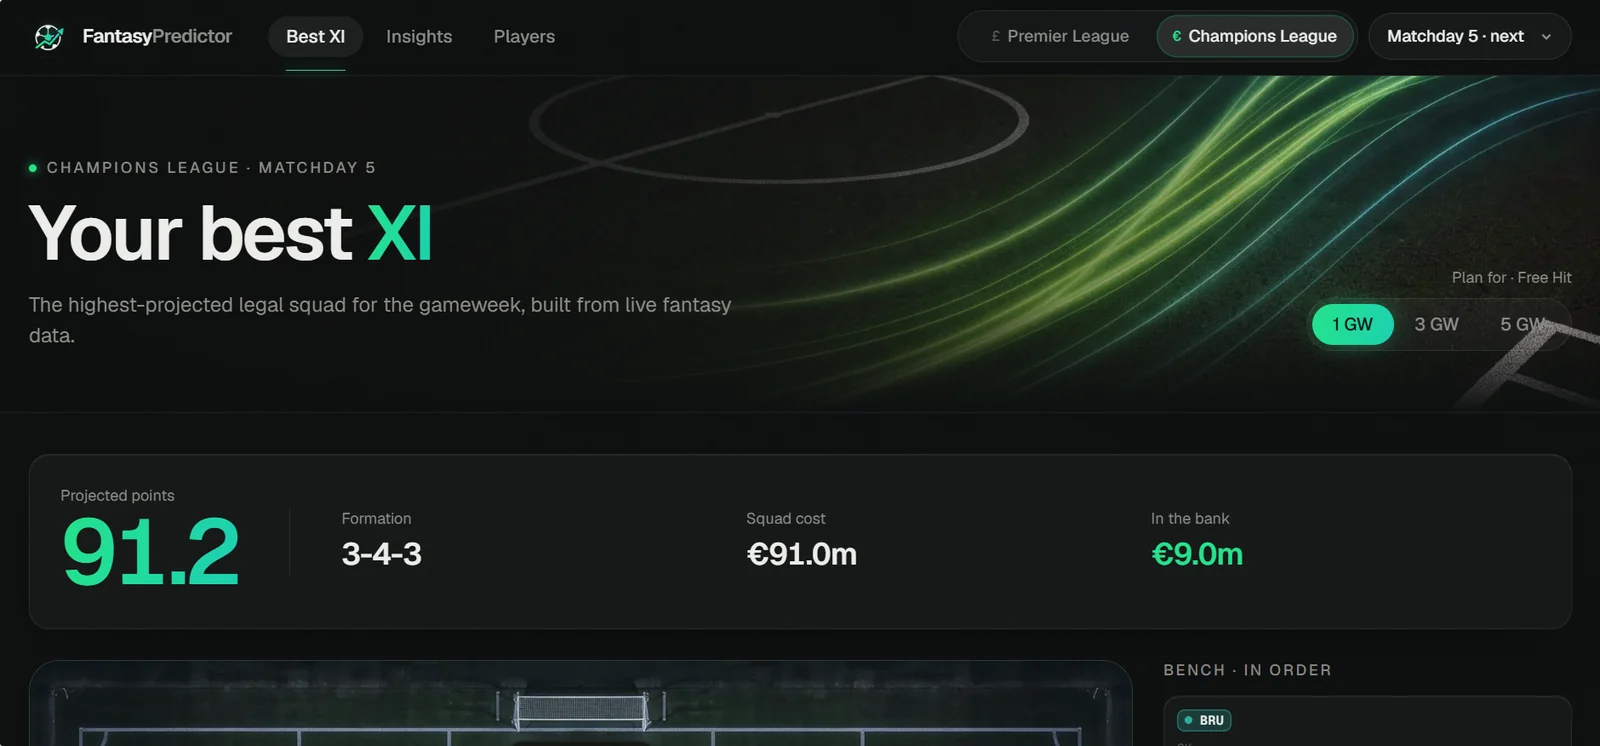 FantasyPredictor Best XI Insights Players £ Premier League € Champions League Matchday 5 · next
CHAMPIONS LEAGUE · MATCHDAY 5
Your best XI
The highest-projected legal squad for the gameweek, built from live fantasy
data.
Plan for · Free Hit
1 GW 3 GW 5 GW
Projected points
91.2
Formation
3-4-3
Squad cost
€91.0m
In the bank
€9.0m
BENCH · IN ORDER
BRU